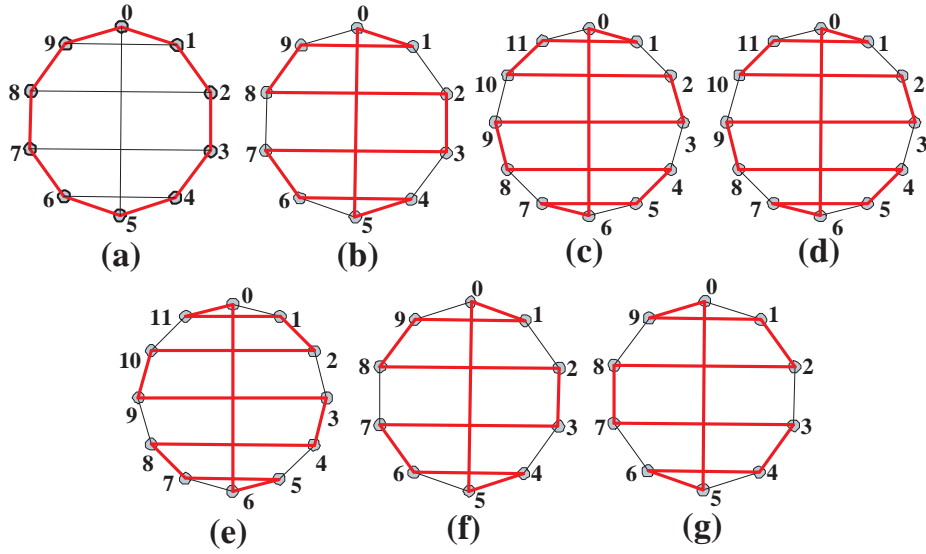 0 0 0 0
9 1 9 1 11 1 11 1
8 2 8 2 10 2 10 2
7 3 7 3 9 3 9 3
6 4 6 4 8 4 8 4
5 5 7 5 7 5
6 6
(a) (b) (c) (d)
0 0 0
11 1 9 1 9 1
10 2 8 2 8 2
9 3 7 3 7 3
8 4 6 4 6 4
7 5 5 5
6
(e) (f) (g)